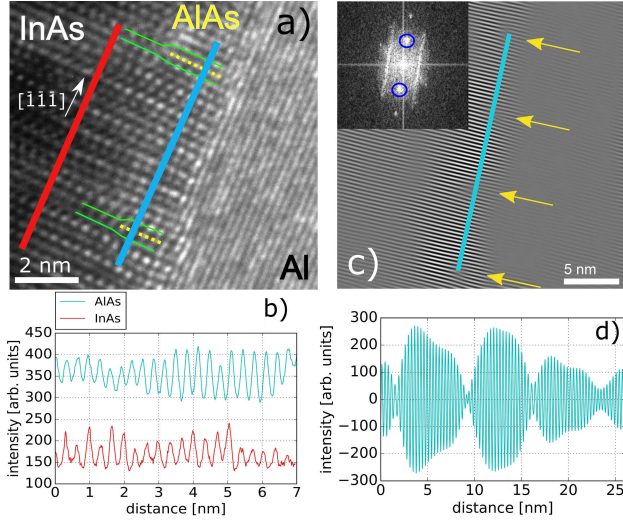 InAs
AlAs
a)
[1̄1̄1̄]
2 nm
Al
c)
5 nm
AlAs
InAs
b)
intensity [arb. units]
450
400
350
300
250
200
150
100
0 1 2 3 4 5 6 7
distance [nm]
d)
intensity [arb. units]
300
200
100
0
−100
−200
−300
0 5 10 15 20 25
distance [nm]